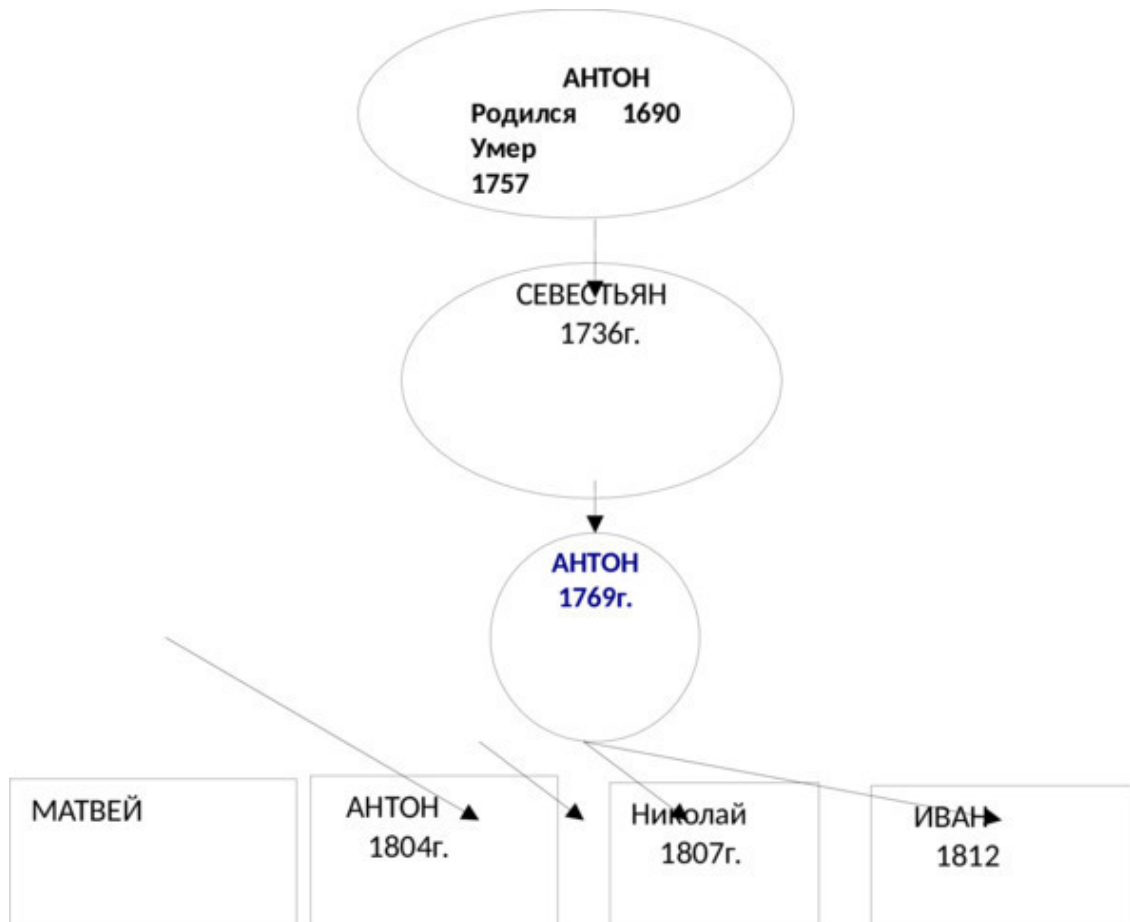 АНТОН
Родился 1690
Умер
1757
СЕВЕСТЬЯН
1736г.
АНТОН
1769г.
МАТВЕЙ
АНТОН
1804г.
Николай
1807г.
ИВАН
1812